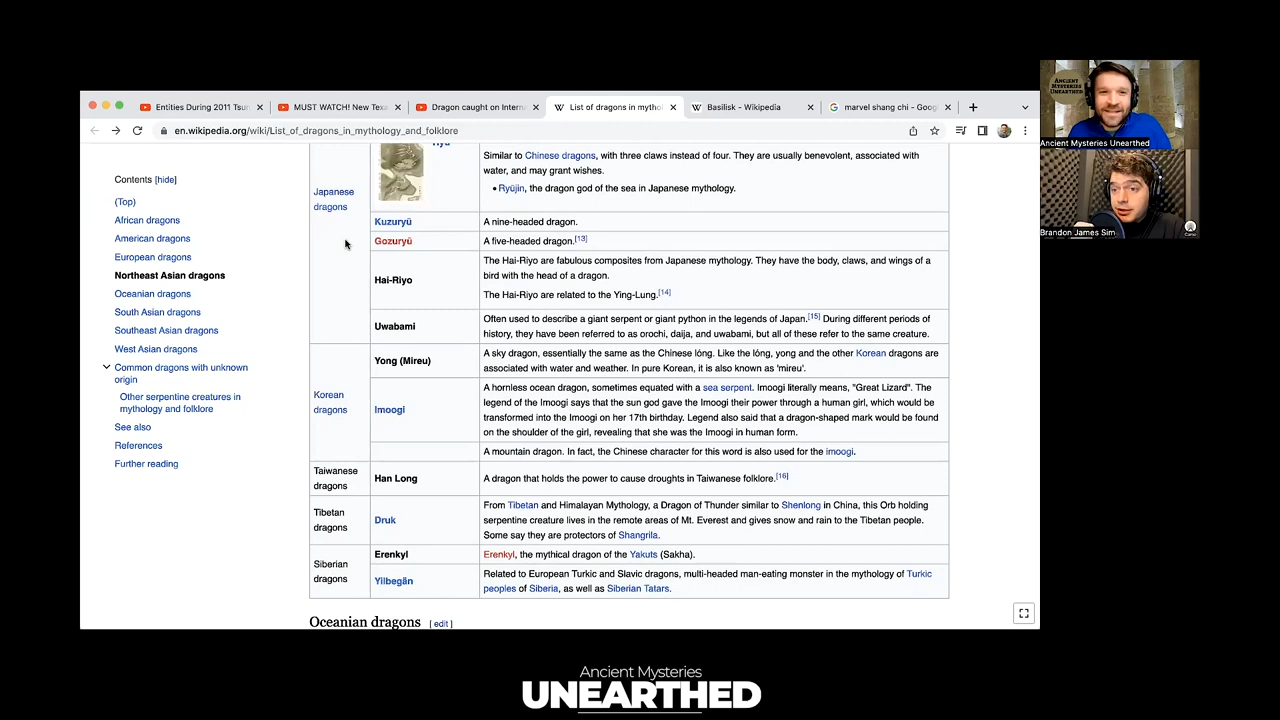 Entities During 2011 Tsun
MUST WATCH! New Texa
Dragon caught on Intern
List of dragons in mytho
Basilisk - Wikipedia
marvel shang chi - Goog
en.wikipedia.org/wiki/List_of_dragons_in_mythology_and_folklore
Contents [hide]
(Top)
African dragons
American dragons
European dragons
Northeast Asian dragons
Oceanian dragons
South Asian dragons
Southeast Asian dragons
West Asian dragons
Common dragons with unknown
origin
Other serpentine creatures in
mythology and folklore
See also
References
Further reading
Japanese
dragons
Similar to Chinese dragons, with three claws instead of four. They are usually benevolent, associated with
water, and may grant wishes.
• Ryūjin, the dragon god of the sea in Japanese mythology.
Kuzuryū
A nine-headed dragon.
Gozuryū
A five-headed dragon.[13]
Hai-Riyo
The Hai-Riyo are fabulous composites from Japanese mythology. They have the body, claws, and wings of a
bird with the head of a dragon.
The Hai-Riyo are related to the Ying-Lung.[14]
Uwabami
Often used to describe a giant serpent or giant python in the legends of Japan.[15] During different periods of
history, they have been referred to as orochi, daija, and uwabami, but all of these refer to the same creature.
Korean
dragons
Yong (Mireu)
A sky dragon, essentially the same as the Chinese lóng. Like the lóng, yong and the other Korean dragons are
associated with water and weather. In pure Korean, it is also known as 'mireu'.
Imoogi
A hornless ocean dragon, sometimes equated with a sea serpent. Imoogi literally means, "Great Lizard". The
legend of the Imoogi says that the sun god gave the Imoogi their power through a human girl, which would be
transformed into the Imoogi on her 17th birthday. Legend also said that a dragon-shaped mark would be found
on the shoulder of the girl, revealing that she was the Imoogi in human form.
A mountain dragon. In fact, the Chinese character for this word is also used for the imoogi.
Taiwanese
dragons
Han Long
A dragon that holds the power to cause droughts in Taiwanese folklore.[16]
Tibetan
dragons
Druk
From Tibetan and Himalayan Mythology, a Dragon of Thunder similar to Shenlong in China, this Orb holding
serpentine creature lives in the remote areas of Mt. Everest and gives snow and rain to the Tibetan people.
Some say they are protectors of Shangrila.
Siberian
dragons
Erenkyl
Erenkyl, the mythical dragon of the Yakuts (Sakha).
Yilbegän
Related to European Turkic and Slavic dragons, multi-headed man-eating monster in the mythology of Turkic
peoples of Siberia, as well as Siberian Tatars.
Oceanian dragons [ edit ]
ANCIENT
MYSTERIES
UNEARTHED
Ancient Mysteries Unearthed
Brandon James Sim
Ancient Mysteries
UNEARTHED